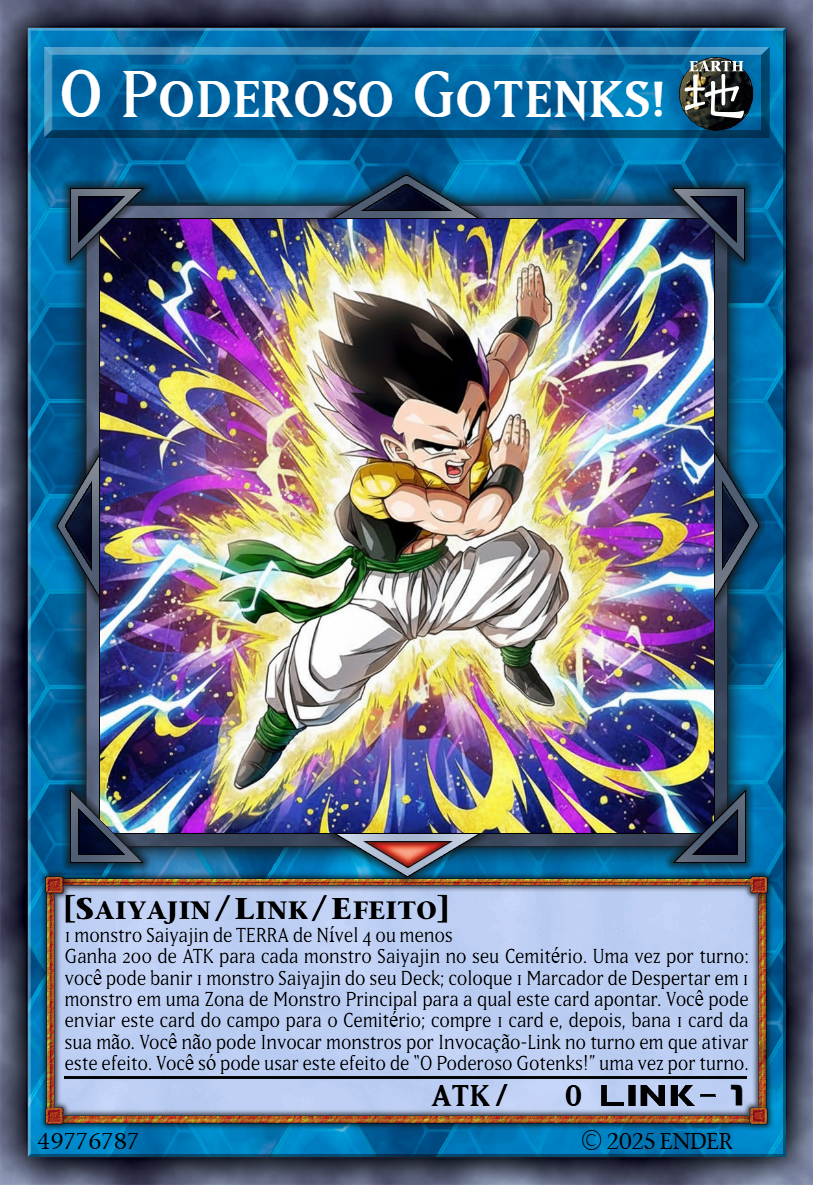 O Poderoso Gotenks!
EARTH
地
[Saiyajin/Link/Efeito]
1 monstro Saiyajin de TERRA de Nível 4 ou menos
Ganha 200 de ATK para cada monstro Saiyajin no seu Cemitério. Uma vez por turno:
você pode banir 1 monstro Saiyajin do seu Deck; coloque 1 Marcador de Despertar em 1
monstro em uma Zona de Monstro Principal para a qual este card apontar. Você pode
enviar este card do campo para o Cemitério; compre 1 card e, depois, bana 1 card da
sua mão. Você não pode Invocar monstros por Invocação-Link no turno em que ativar
este efeito. Você só pode usar este efeito de "O Poderoso Gotenks!" uma vez por turno.
ATK/ 0 LINK-1
49776787 © 2025 ENDER